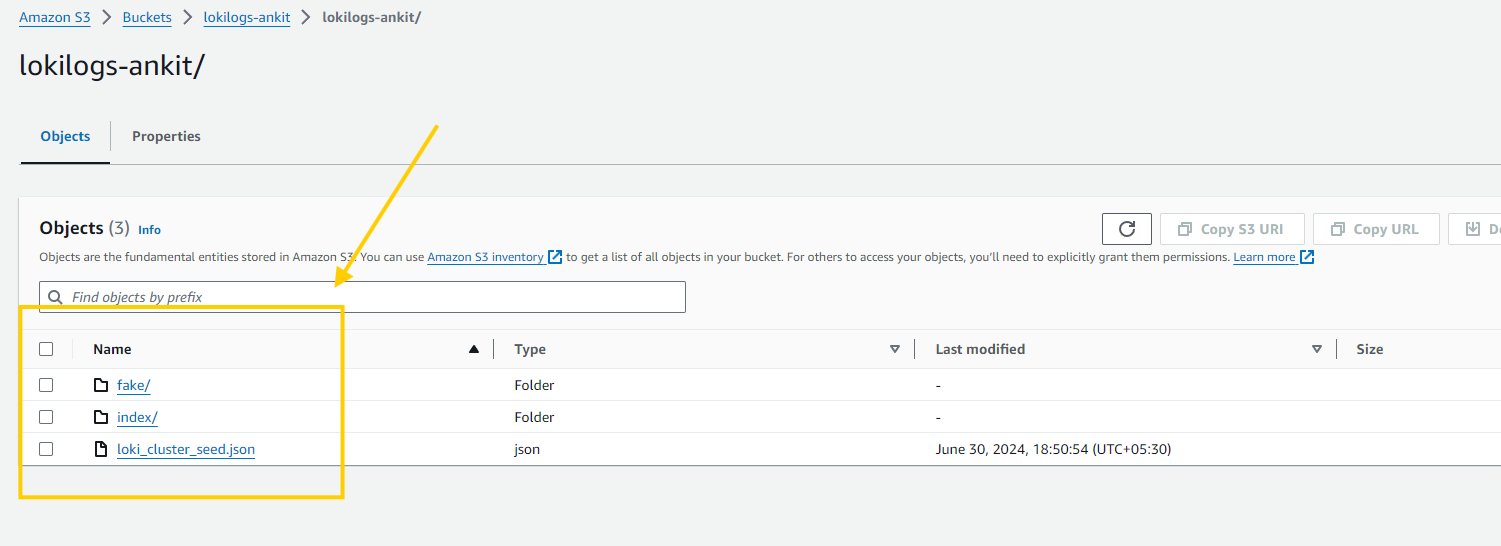 Amazon S3 > Buckets > lokilogs-ankit > lokilogs-ankit/
lokilogs-ankit/
Objects Properties
Objects (3) Info
Copy S3 URI Copy URL
Objects are the fundamental entities stored in Amazon S3. You can use Amazon S3 inventory to get a list of all objects in your bucket. For others to access your objects, you'll need to explicitly grant them permissions. Learn more
Find objects by prefix
Name Type Last modified Size
fake/ Folder -
index/ Folder -
loki_cluster_seed.json json June 30, 2024, 18:50:54 (UTC+05:30)